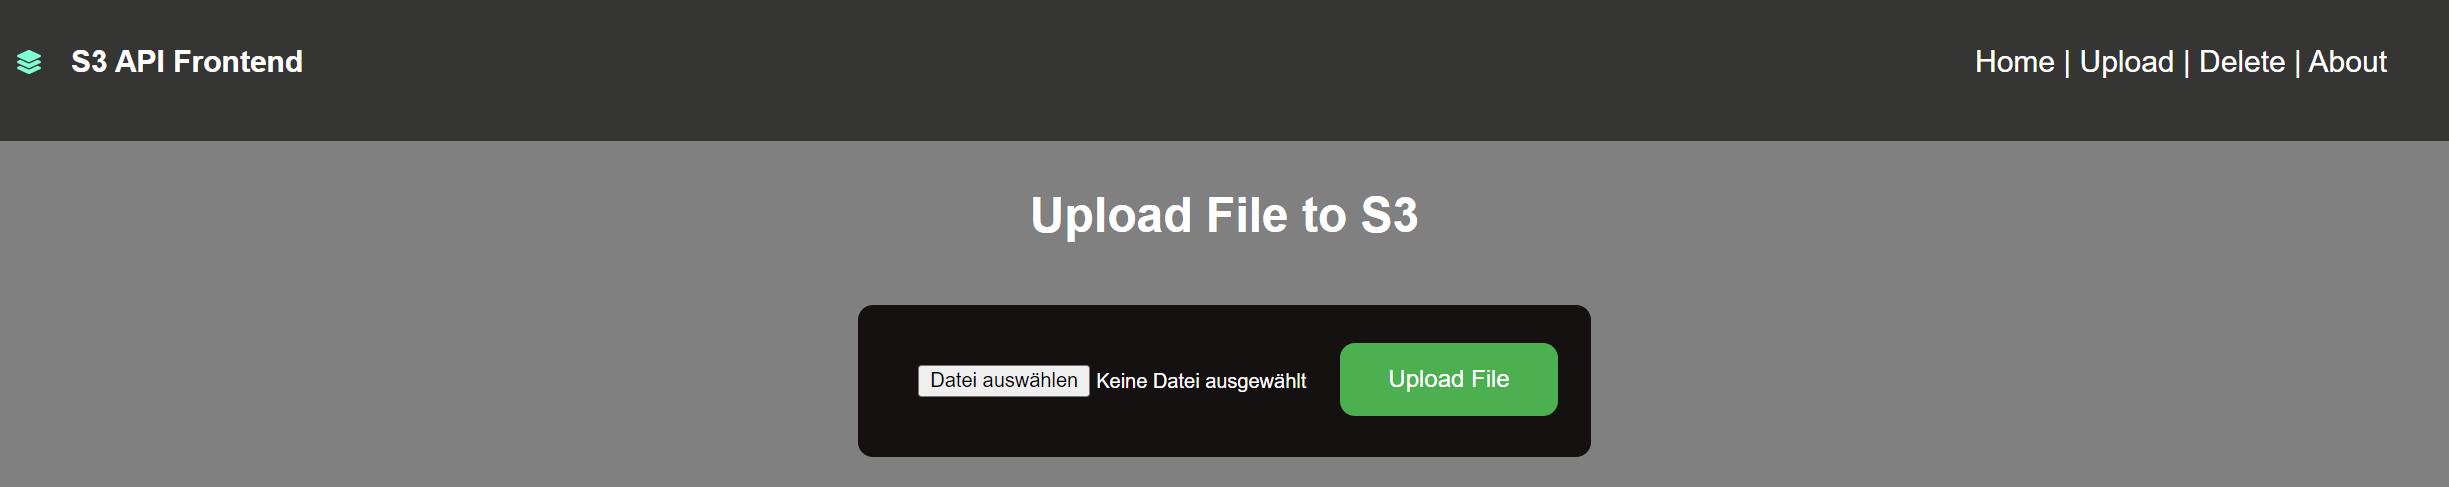 S3 API Frontend
Home | Upload | Delete | About
Upload File to S3
Datei auswählen Keine Datei ausgewählt
Upload File